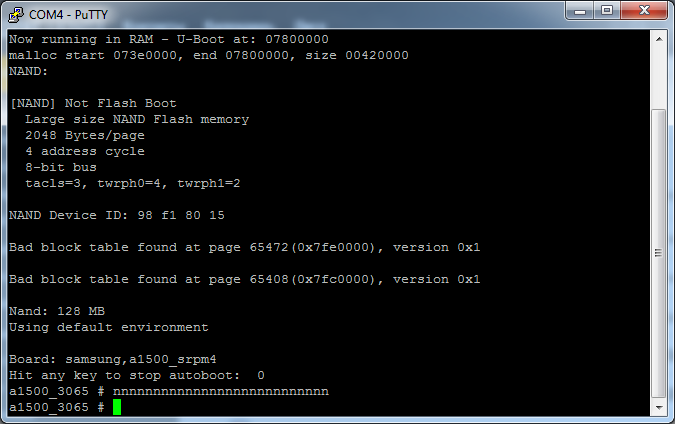 COM4 - PuTTY
Now running in RAM - U-Boot at: 07800000
malloc start 073e0000, end 07800000, size 00420000
NAND:
[NAND] Not Flash Boot
Large size NAND Flash memory
2048 Bytes/page
4 address cycle
8-bit bus
tacls=3, twrph0=4, twrph1=2
NAND Device ID: 98 f1 80 15
Bad block table found at page 65472(0x7fe0000), version 0x1
Bad block table found at page 65408(0x7fc0000), version 0x1
Nand: 128 MB
Using default environment
Board: samsung,a1500_srpm4
Hit any key to stop autoboot:  0
a1500_3065 # nnnnnnnnnnnnnnnnnnnnnnnnnnn
a1500_3065 #